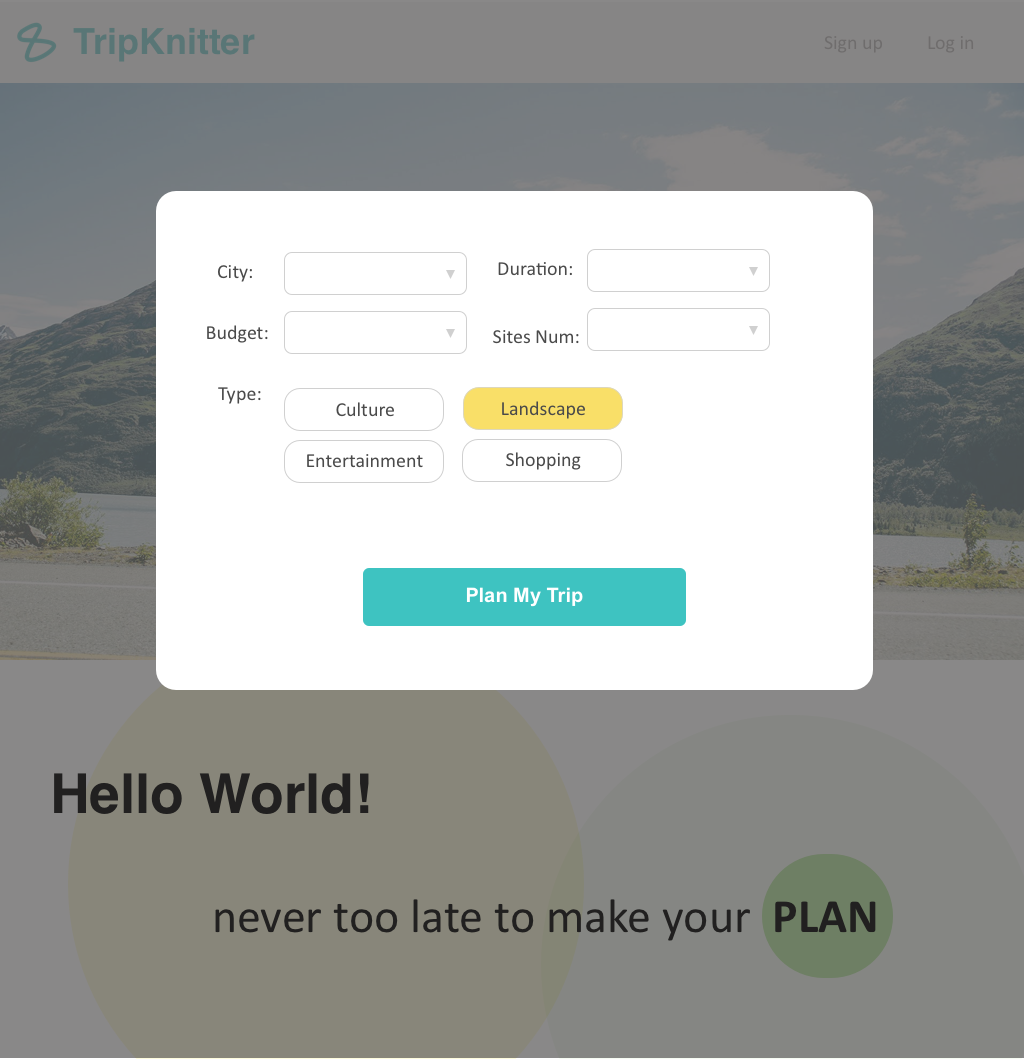 TripKnitter Sign up Log in
City: ▼ Duration: ▼
Budget: ▼ Sites Num: ▼
Type: Culture Landscape
Entertainment Shopping
Plan My Trip
Hello World!
never too late to make your PLAN